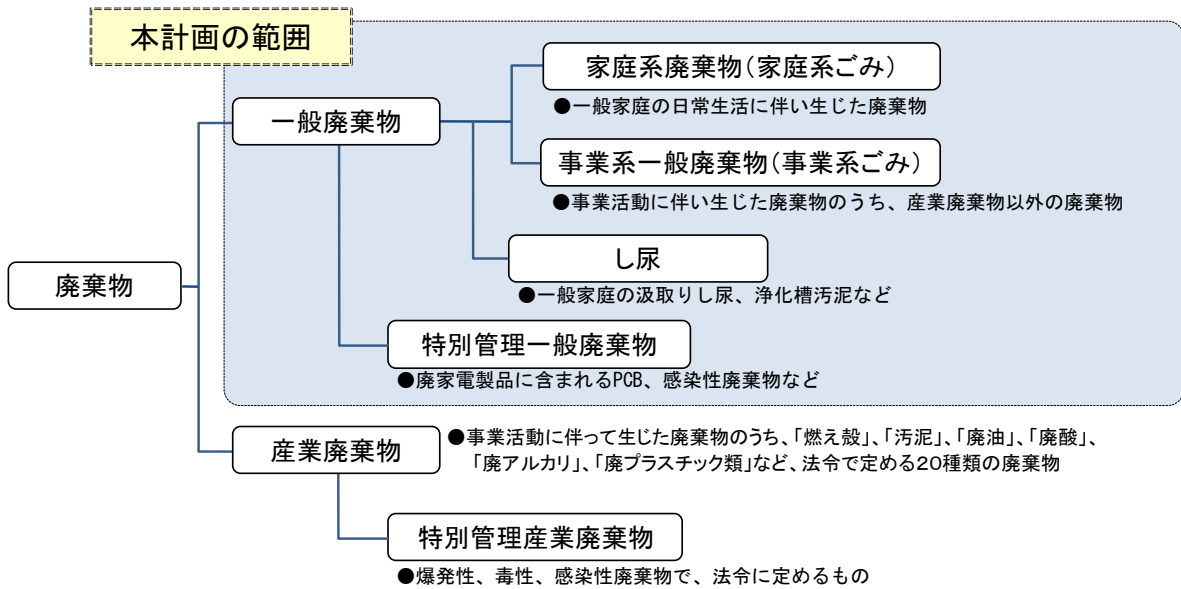 本計画の範囲
家庭系廃棄物(家庭系ごみ)
●一般家庭の日常生活に伴い生じた廃棄物
一般廃棄物
事業系一般廃棄物(事業系ごみ)
●事業活動に伴い生じた廃棄物のうち、産業廃棄物以外の廃棄物
し尿
●一般家庭の汲取りし尿、浄化槽汚泥など
廃棄物
特別管理一般廃棄物
●廃家電製品に含まれるPCB、感染性廃棄物など
産業廃棄物
●事業活動に伴って生じた廃棄物のうち、「燃え殻」、「汚泥」、「廃油」、「廃酸」、
「廃アルカリ」、「廃プラスチック類」など、法令で定める20種類の廃棄物
特別管理産業廃棄物
●爆発性、毒性、感染性廃棄物で、法令に定めるもの